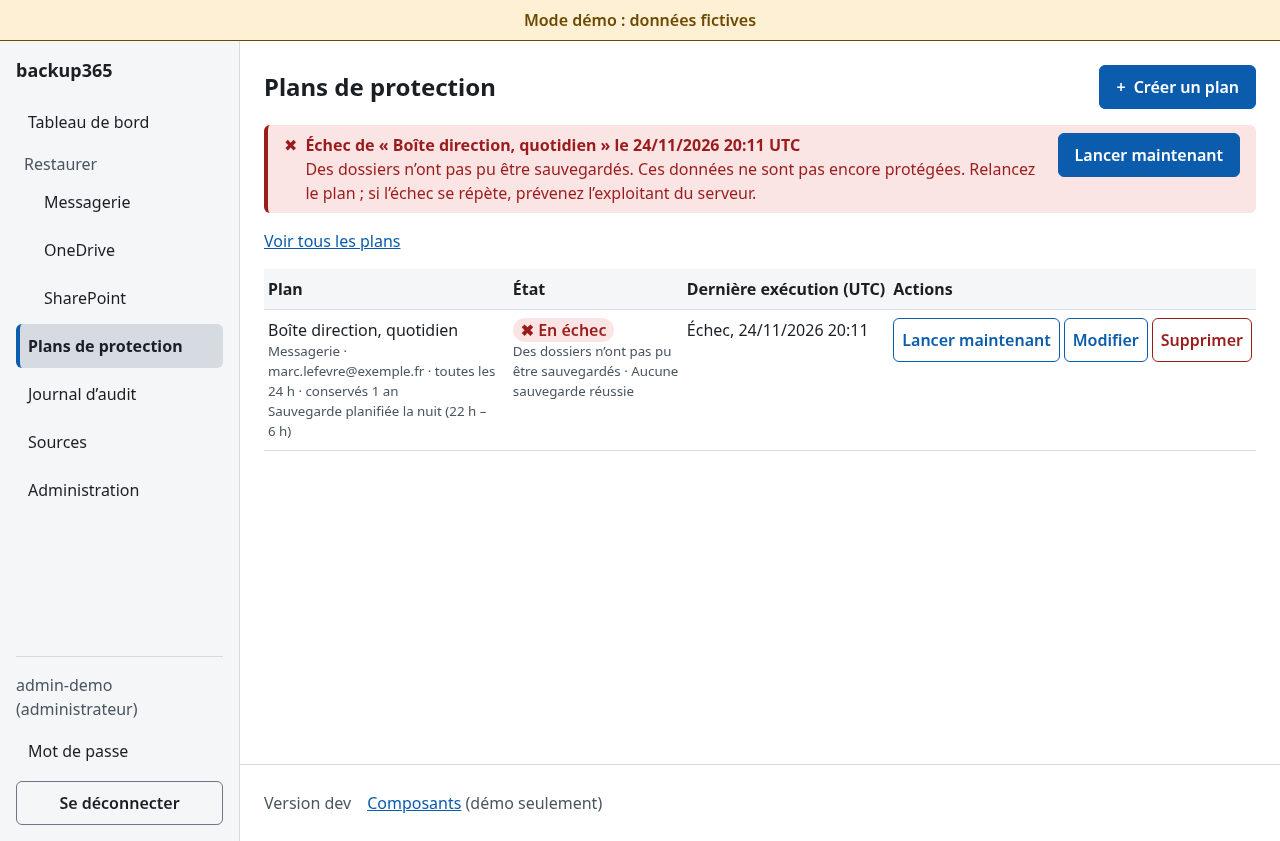 Mode démo : données fictives
backup365
Tableau de bord
Restaurer
Messagerie
OneDrive
SharePoint
Plans de protection
Journal d’audit
Sources
Administration
admin-demo
(administrateur)
Mot de passe
Se déconnecter
Plans de protection
+ Créer un plan
✖ Échec de « Boîte direction, quotidien » le 24/11/2026 20:11 UTC
Des dossiers n’ont pas pu être sauvegardés. Ces données ne sont pas encore protégées. Relancez
le plan ; si l’échec se répète, prévenez l’exploitant du serveur.
Lancer maintenant
Voir tous les plans
Plan État Dernière exécution (UTC) Actions
Boîte direction, quotidien
Messagerie ·
marc.lefevre@exemple.fr · toutes les
24 h · conservés 1 an
Sauvegarde planifiée la nuit (22 h –
6 h)
✖ En échec
Des dossiers n’ont pas pu
être sauvegardés · Aucune
sauvegarde réussie
Échec, 24/11/2026 20:11
Lancer maintenant Modifier Supprimer
Version dev Composants (démo seulement)